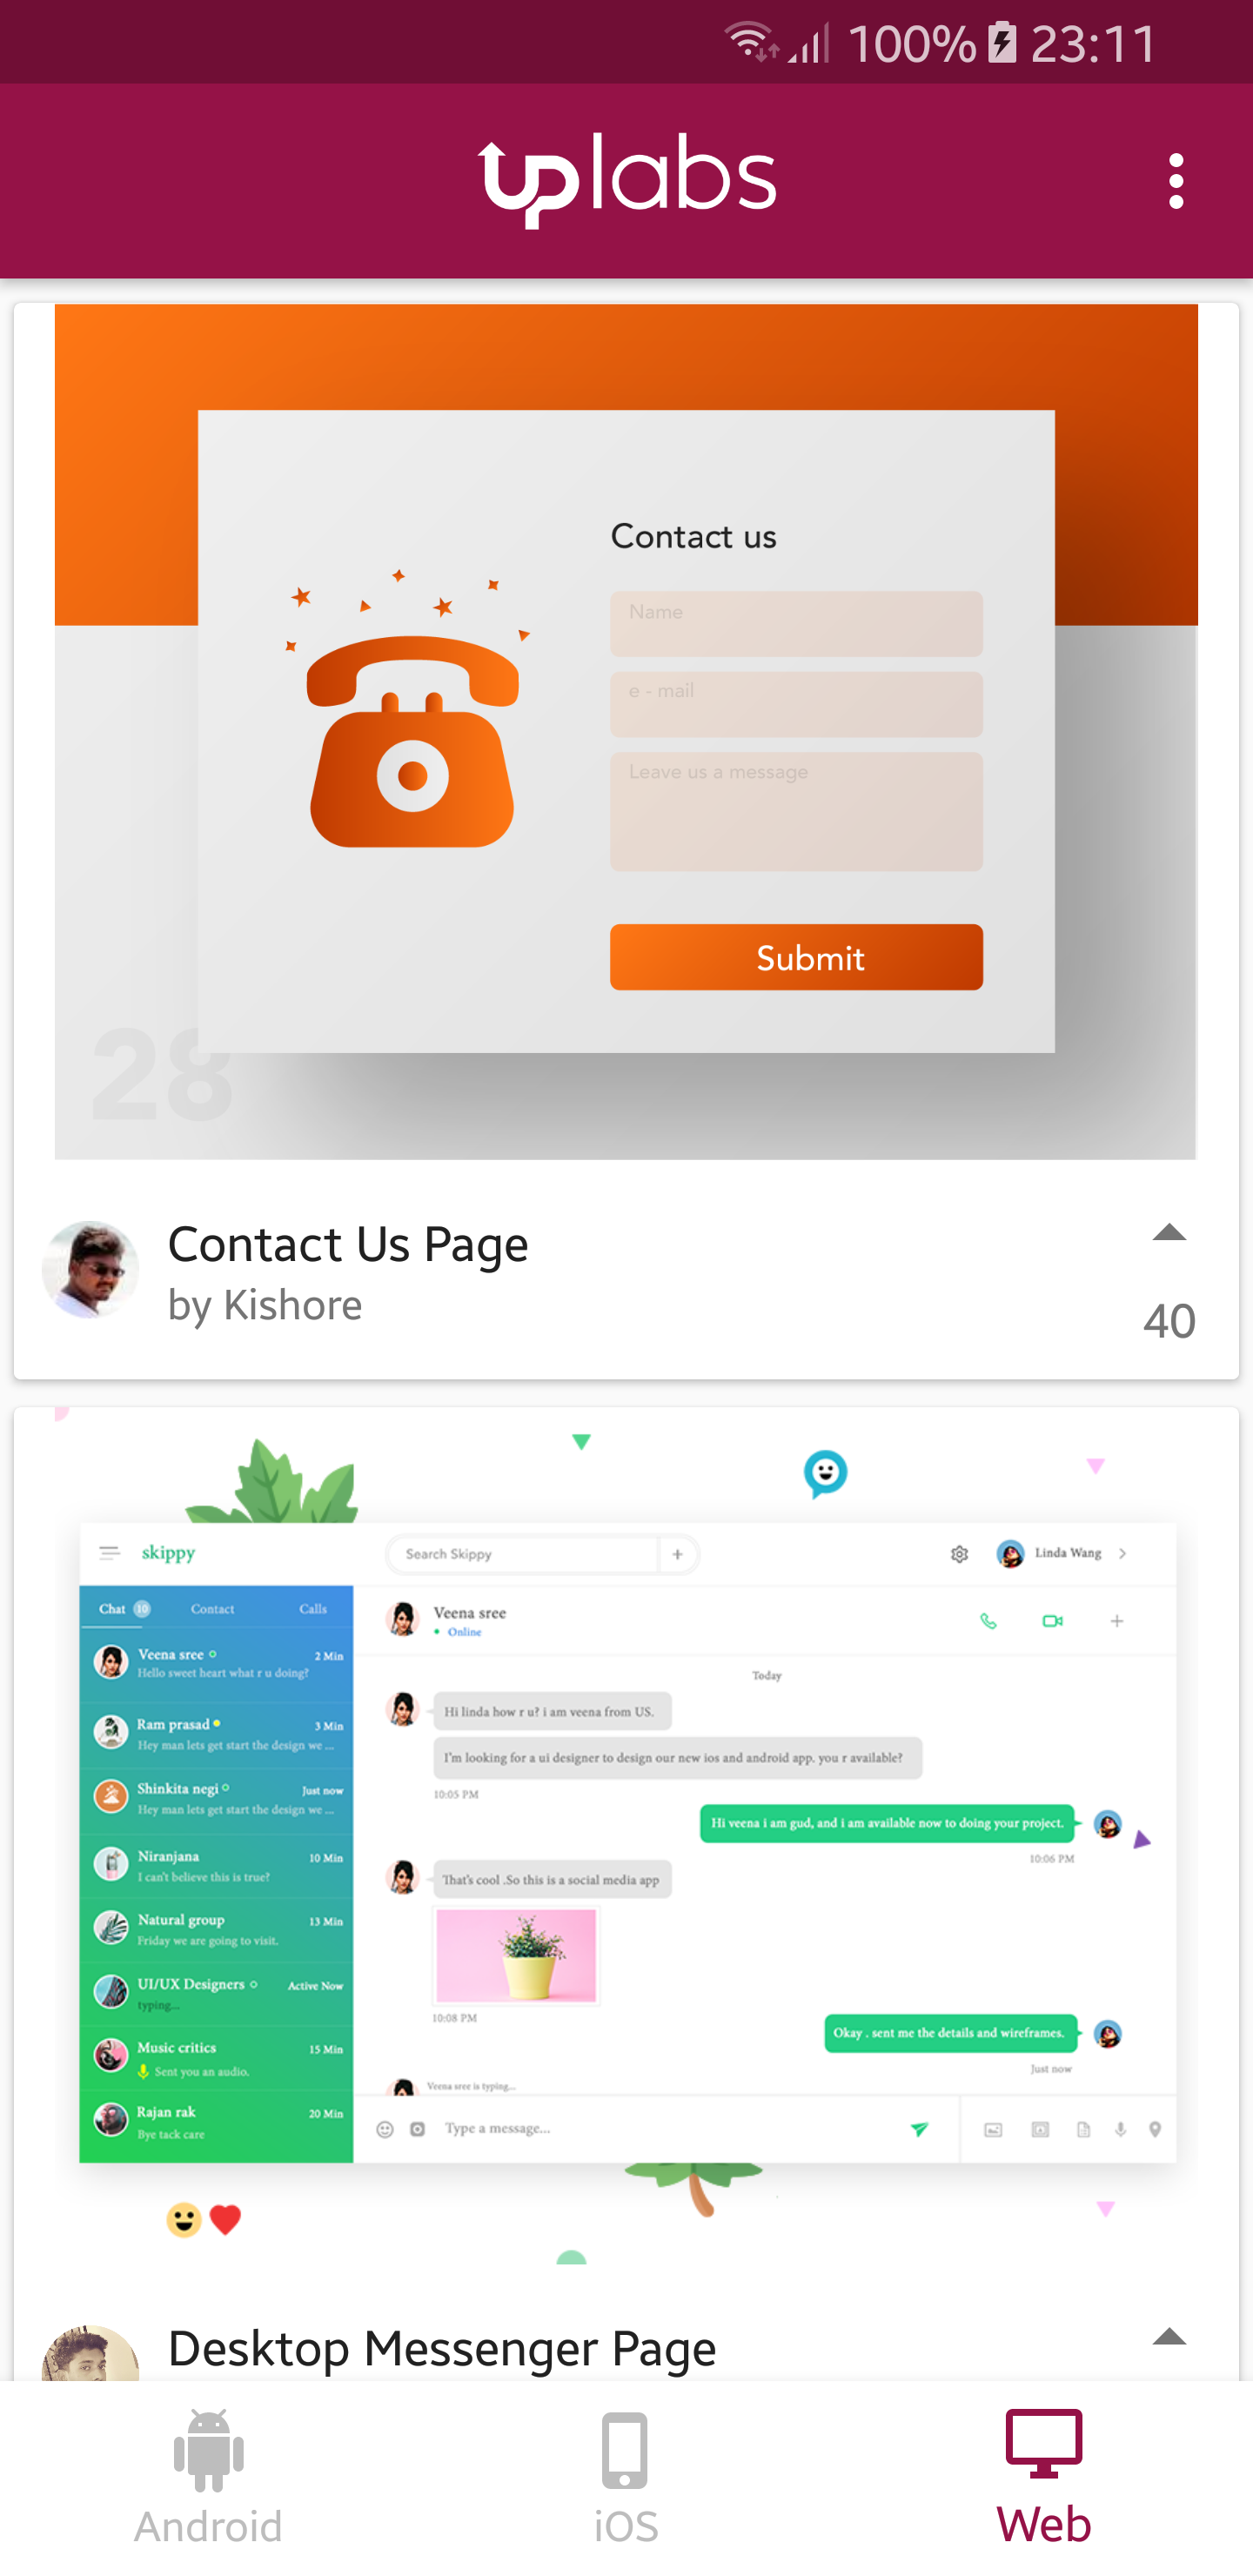 100% 23:11
uplabs
Contact us
Name
e - mail
Leave us a message
Submit
28
Contact Us Page
by Kishore
40
skippy
Search Skippy
+
Linda Wang
Chat 10 Contact Calls
Veena sree
2 Min
Hello sweet heart what r u doing?
Ram prasad
3 Min
Hey man lets get start the design we ...
Shinkita negi
Just now
Hey man lets get start the design we ...
Niranjana
10 Min
I can't believe this is true?
Natural group
13 Min
Friday we are going to visit.
UI/UX Designers
Active Now
typing...
Music critics
15 Min
Sent you an audio.
Rajan rak
20 Min
Bye tack care
Veena sree
Online
Today
Hi linda how r u? i am veena from US.
I'm looking for a ui designer to design our new ios and android app. you r available?
10:05 PM
Hi veena i am gud, and i am available now to doing your project.
10:06 PM
That's cool .So this is a social media app
10:08 PM
Okay . sent me the details and wireframes.
Just now
Veena sree is typing...
Type a message...
Desktop Messenger Page
Android
iOS
Web